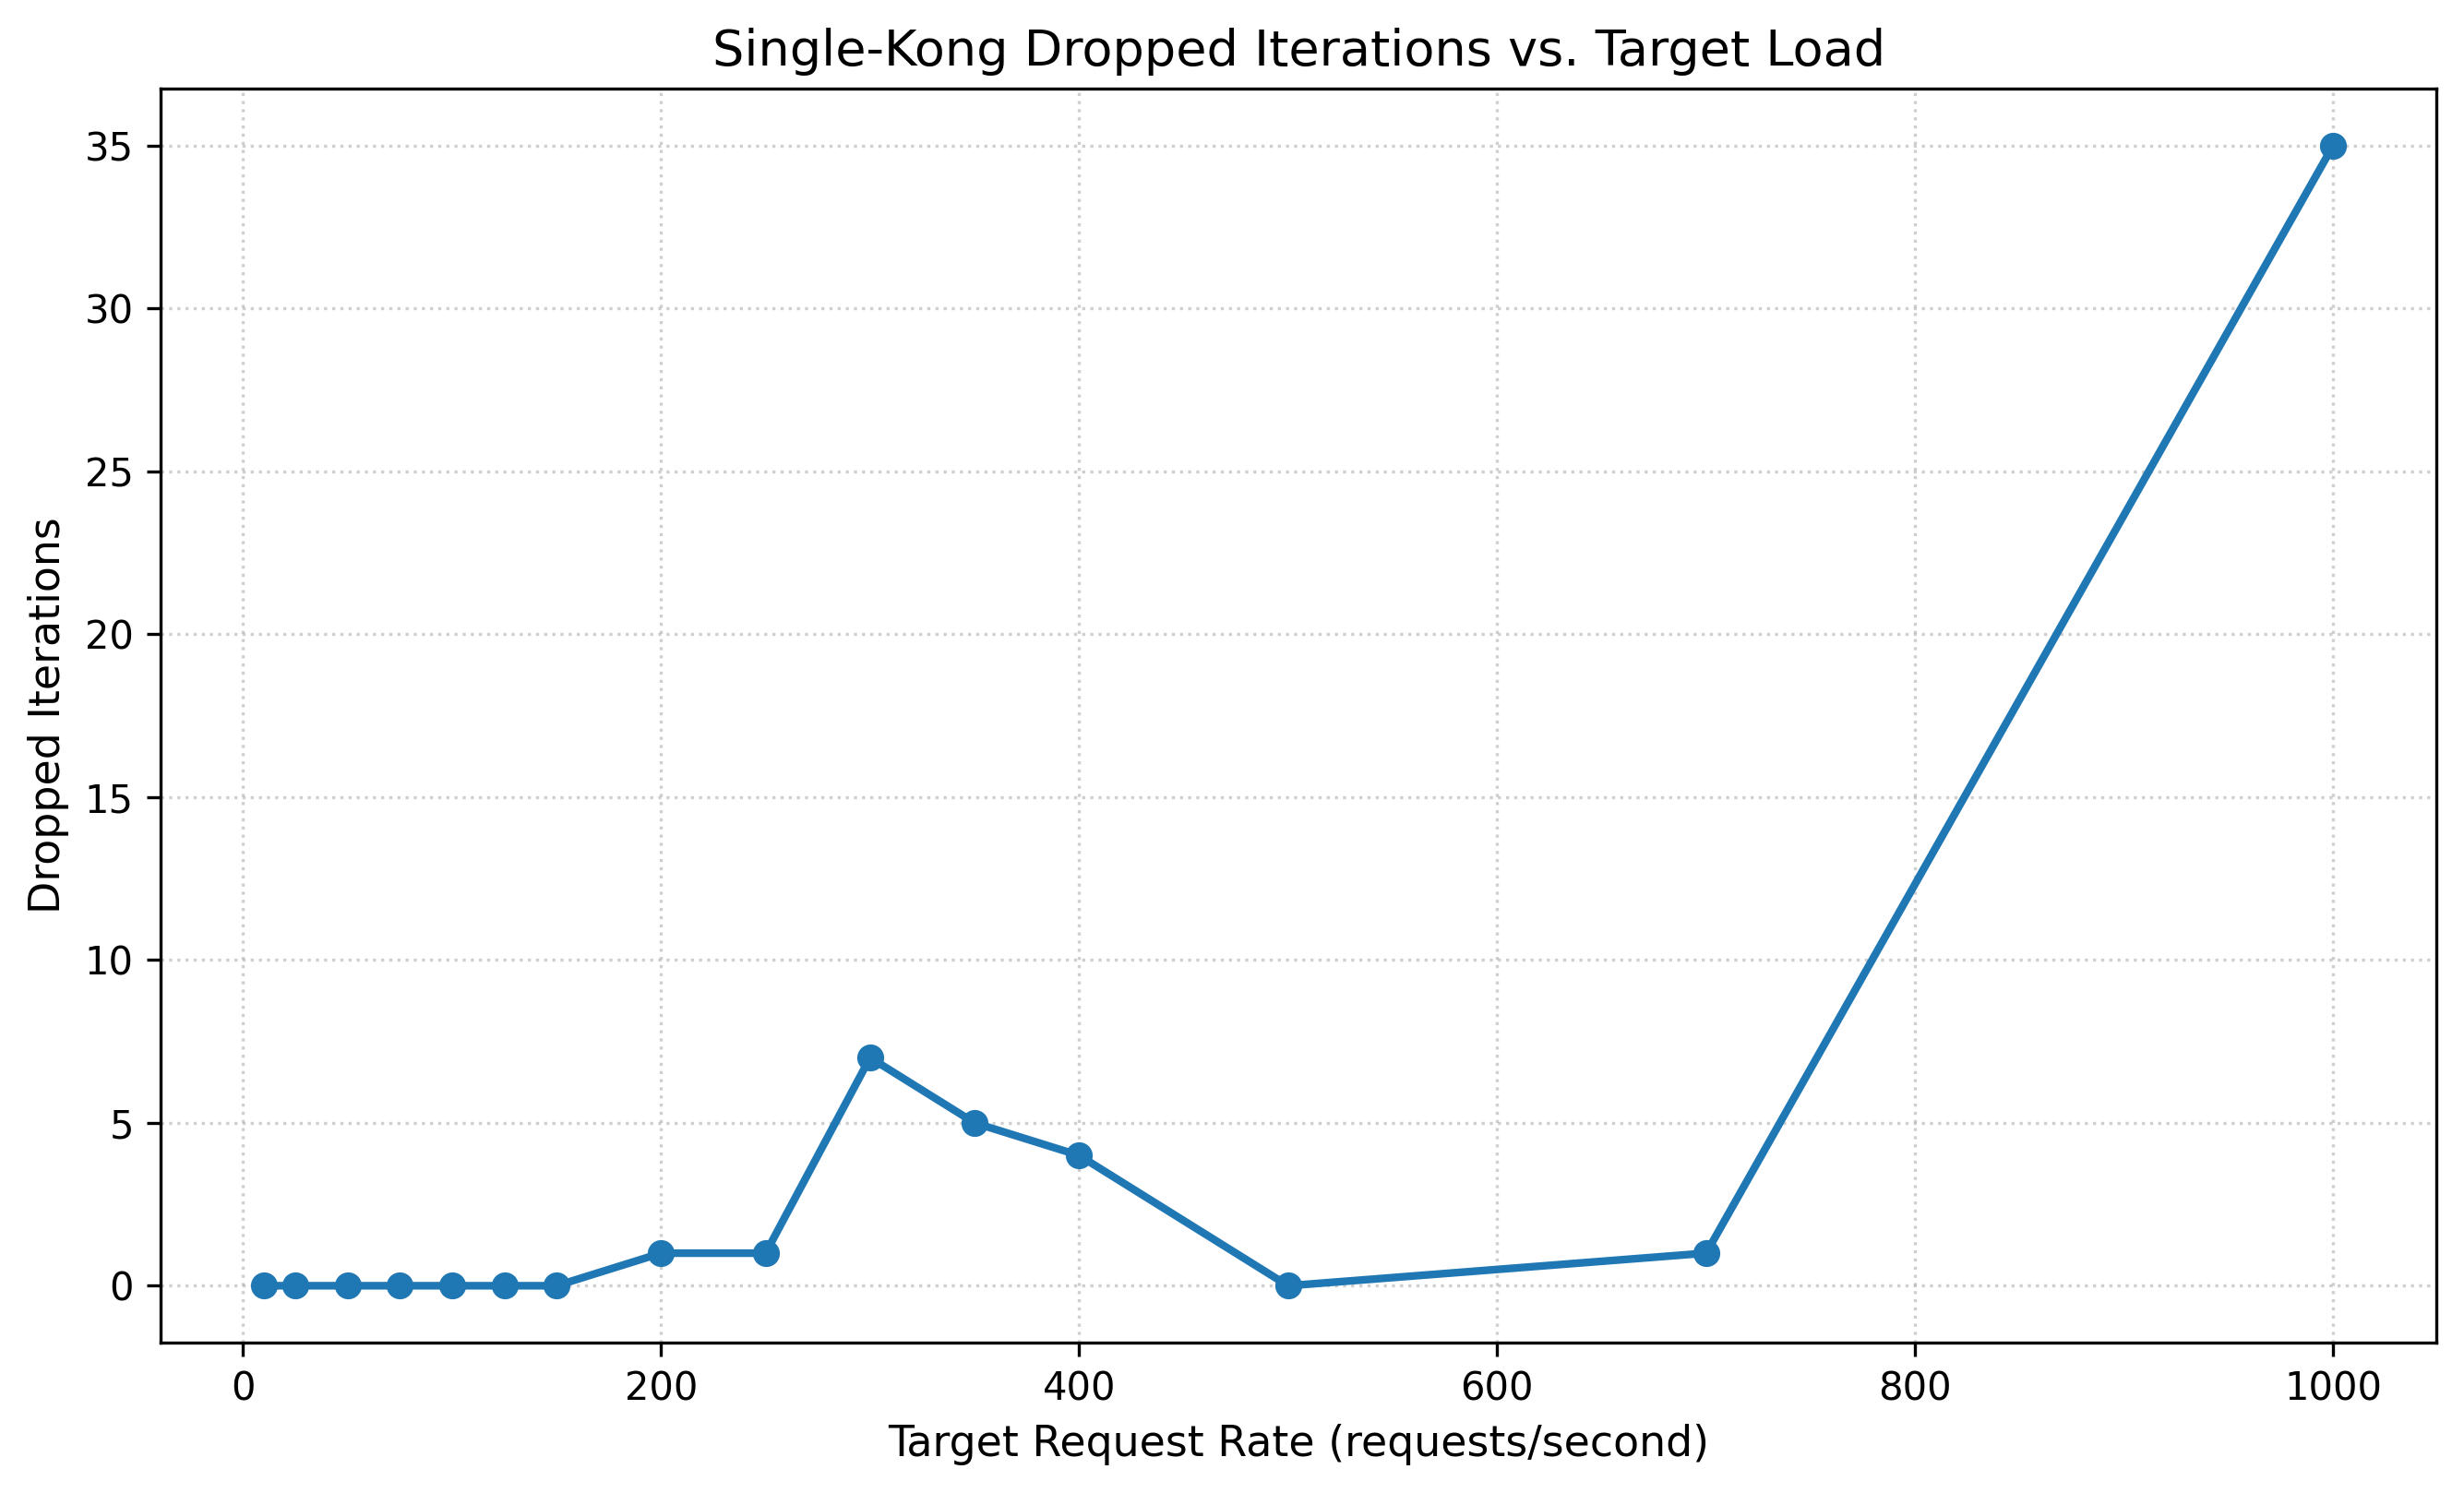 Single-Kong Dropped Iterations vs. Target Load
Dropped Iterations
35
30
25
20
15
10
5
0
0 200 400 600 800 1000
Target Request Rate (requests/second)